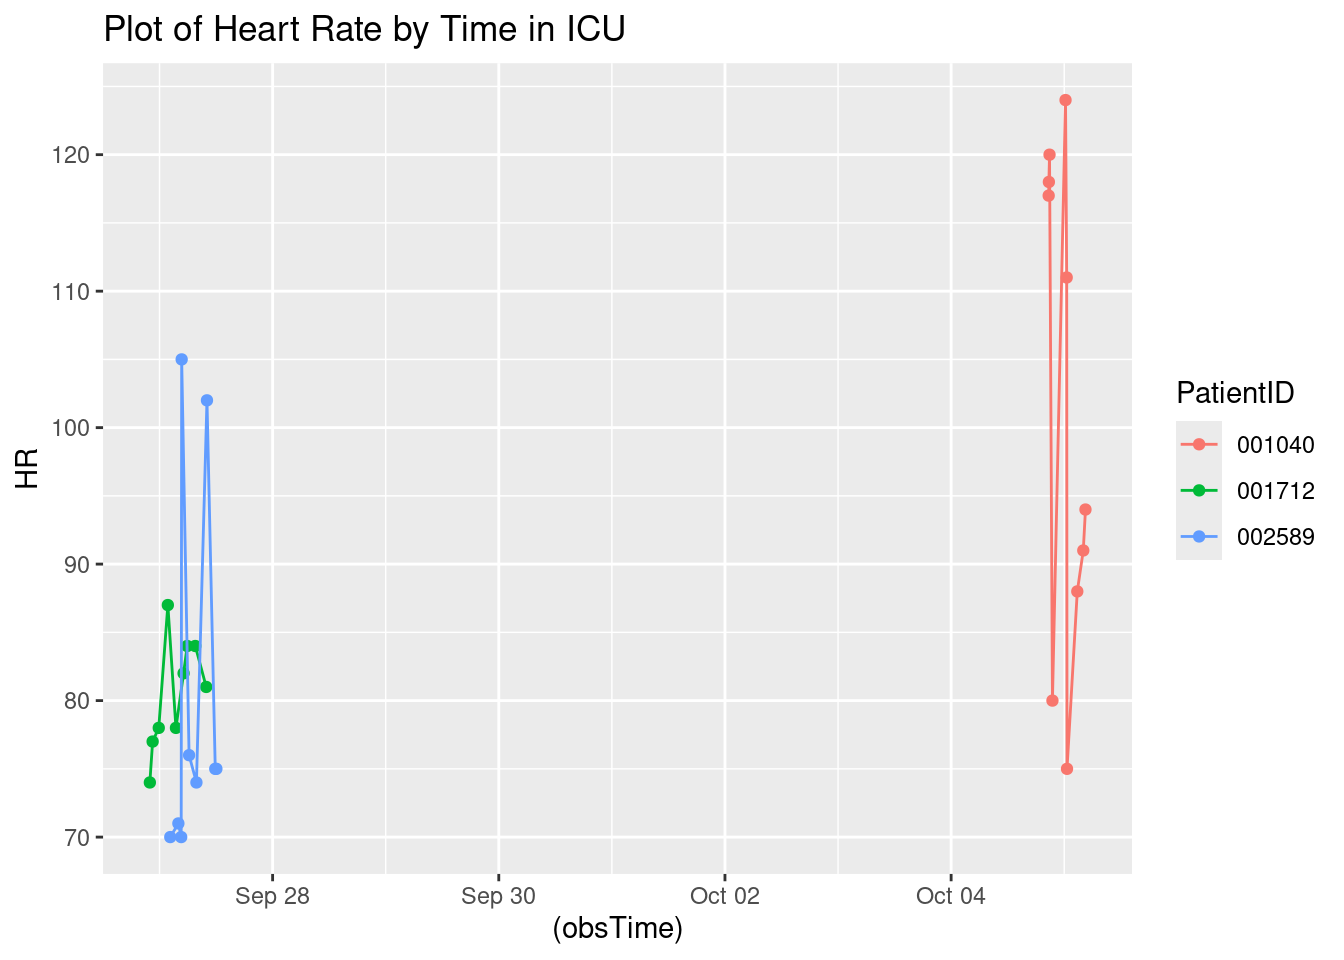 Plot of Heart Rate by Time in ICU
120
110
100
90
80
70
HR
Sep 28
Sep 30
Oct 02
Oct 04
(obsTime)
PatientID
001040
001712
002589